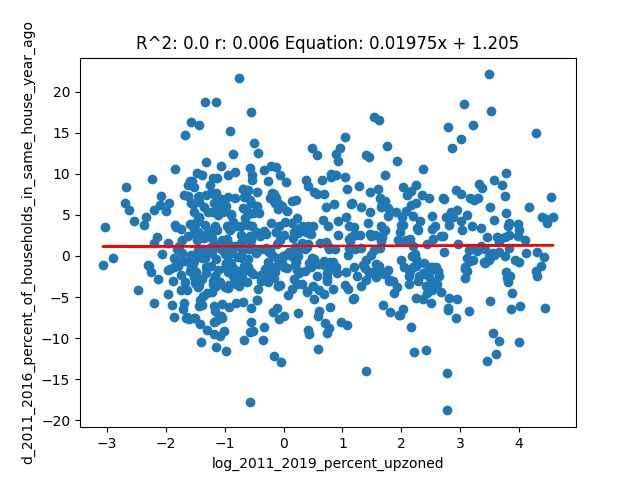 R^2: 0.0 r: 0.006 Equation: 0.01975x + 1.205
d_2011_2016_percent_of_households_in_same_house_year_ago
20
15
10
5
0
−5
−10
−15
−20
−3 −2 −1 0 1 2 3 4
log_2011_2019_percent_upzoned